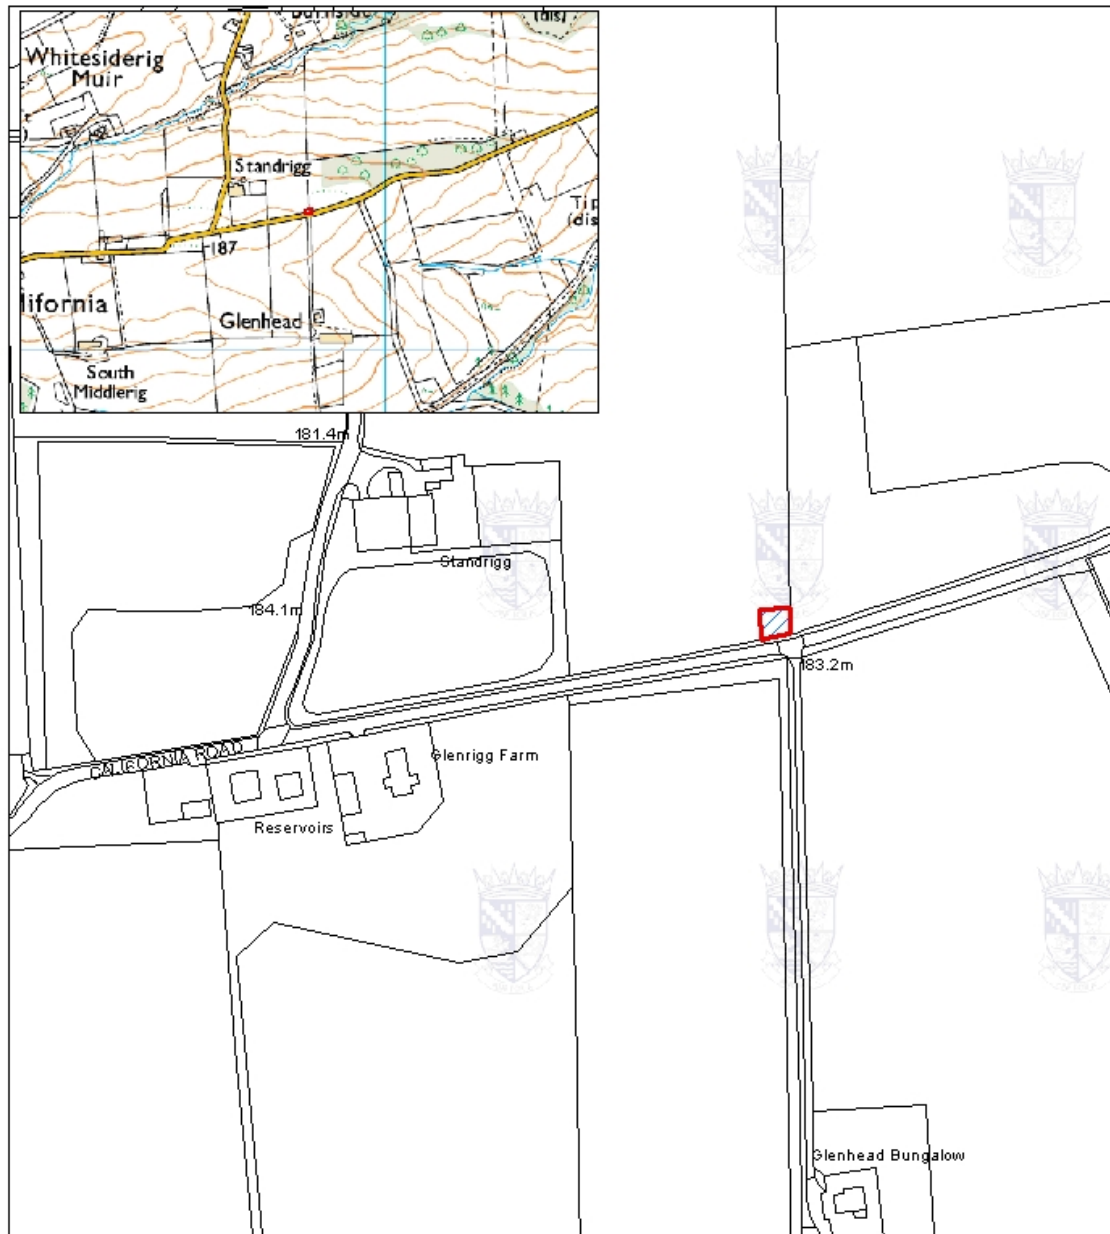 (dis)
Whitesiderig
Muir
Standrigg
Tip
(dis
187
lifornia
Glenhead
South
Middlerig
181.4m
Standrigg
184.1m
183.2m
CALIFORNIA ROAD
Glenrigg Farm
Reservoirs
Glenhead Bungalow